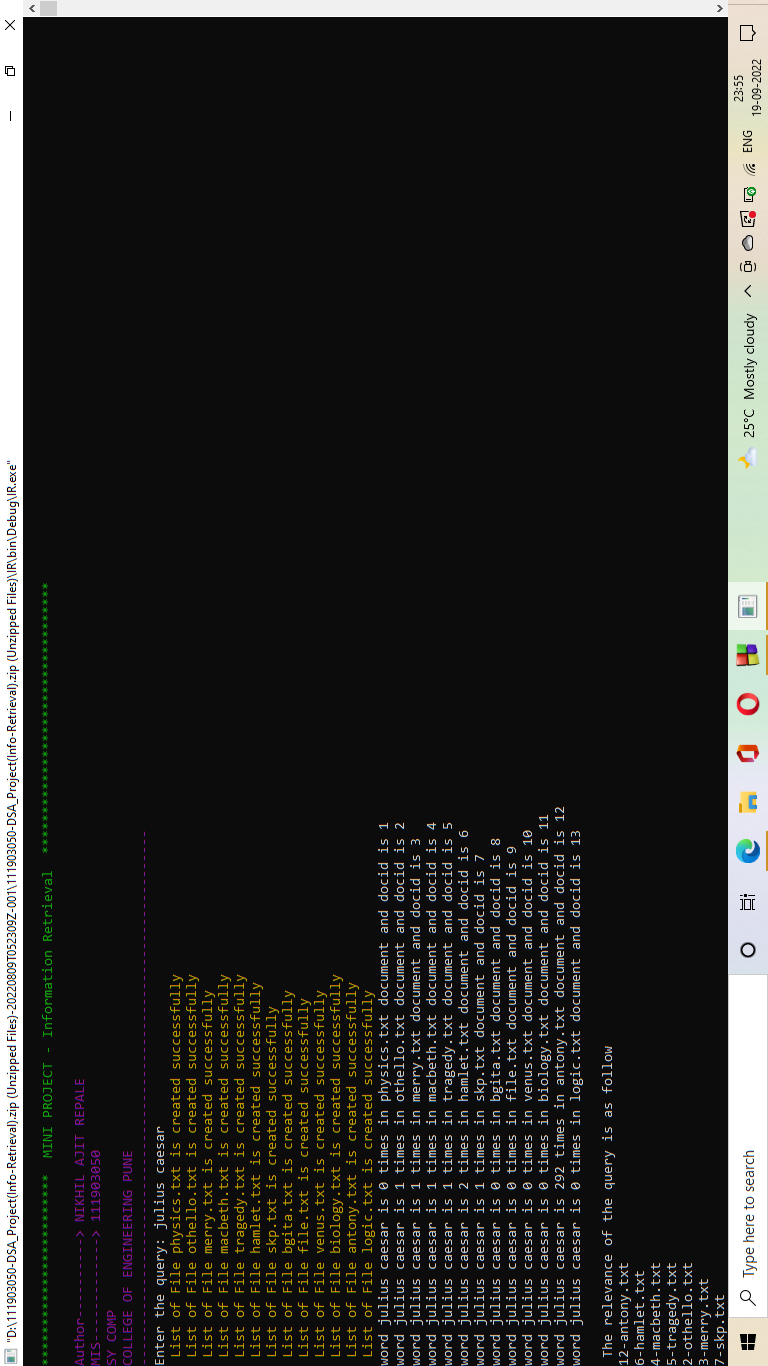 "D:\111903050-DSA_Project(Info-Retrieval).zip (Unzipped Files)-20220809T052309Z-001\111903050-DSA_Project(Info-Retrieval).zip (Unzipped Files)\IR\bin\Debug\IR.exe"
************************ MINI PROJECT - Information Retrieval **********************************
Author----------> NIKHIL AJIT REPALE
MIS-------------> 111903050
SY COMP
COLLEGE OF ENGINEERING PUNE
-------------------------------------------------------------------
Enter the query: julius caesar
List of File physics.txt is created successfully
List of File othello.txt is created successfully
List of File merry.txt is created successfully
List of File macbeth.txt is created successfully
List of File tragedy.txt is created successfully
List of File hamlet.txt is created successfully
List of File skp.txt is created successfully
List of File bgita.txt is created successfully
List of File file.txt is created successfully
List of File venus.txt is created successfully
List of File biology.txt is created successfully
List of File antony.txt is created successfully
List of File logic.txt is created successfully
word julius caesar is 0 times in physics.txt document and docid is 1
word julius caesar is 1 times in othello.txt document and docid is 2
word julius caesar is 1 times in merry.txt document and docid is 3
word julius caesar is 1 times in macbeth.txt document and docid is 4
word julius caesar is 1 times in tragedy.txt document and docid is 5
word julius caesar is 2 times in hamlet.txt document and docid is 6
word julius caesar is 1 times in skp.txt document and docid is 7
word julius caesar is 0 times in bgita.txt document and docid is 8
word julius caesar is 0 times in file.txt document and docid is 9
word julius caesar is 0 times in venus.txt document and docid is 10
word julius caesar is 0 times in biology.txt document and docid is 11
word julius caesar is 292 times in antony.txt document and docid is 12
word julius caesar is 0 times in logic.txt document and docid is 13
The relevance of the query is as follow
12-antony.txt
6-hamlet.txt
4-macbeth.txt
5-tragedy.txt
2-othello.txt
3-merry.txt
7-skp.txt
Type here to search
25°C Mostly cloudy
ENG
23:55
19-09-2022